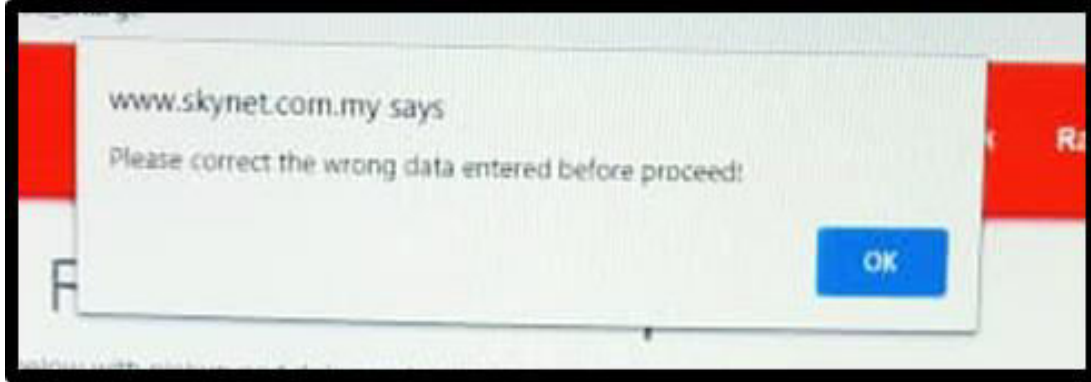 www.skynet.com.my says
Please correct the wrong data entered before proceed!
OK